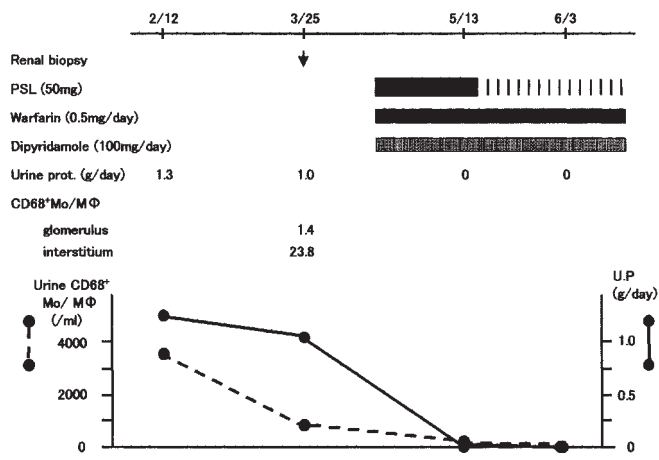 2/12 3/25 5/13 6/3
Renal biopsy
PSL (50mg)
Warfarin (0.5mg/day)
Dipyridamole (100mg/day)
Urine prot. (g/day) 1.3 1.0 0 0
CD68⁺Mo/MΦ
glomerulus 1.4
interstitium 23.8
Urine CD68⁺
Mo/ MΦ
(/ml)
U.P
(g/day)
4000 1.0
2000 0.5
0 0